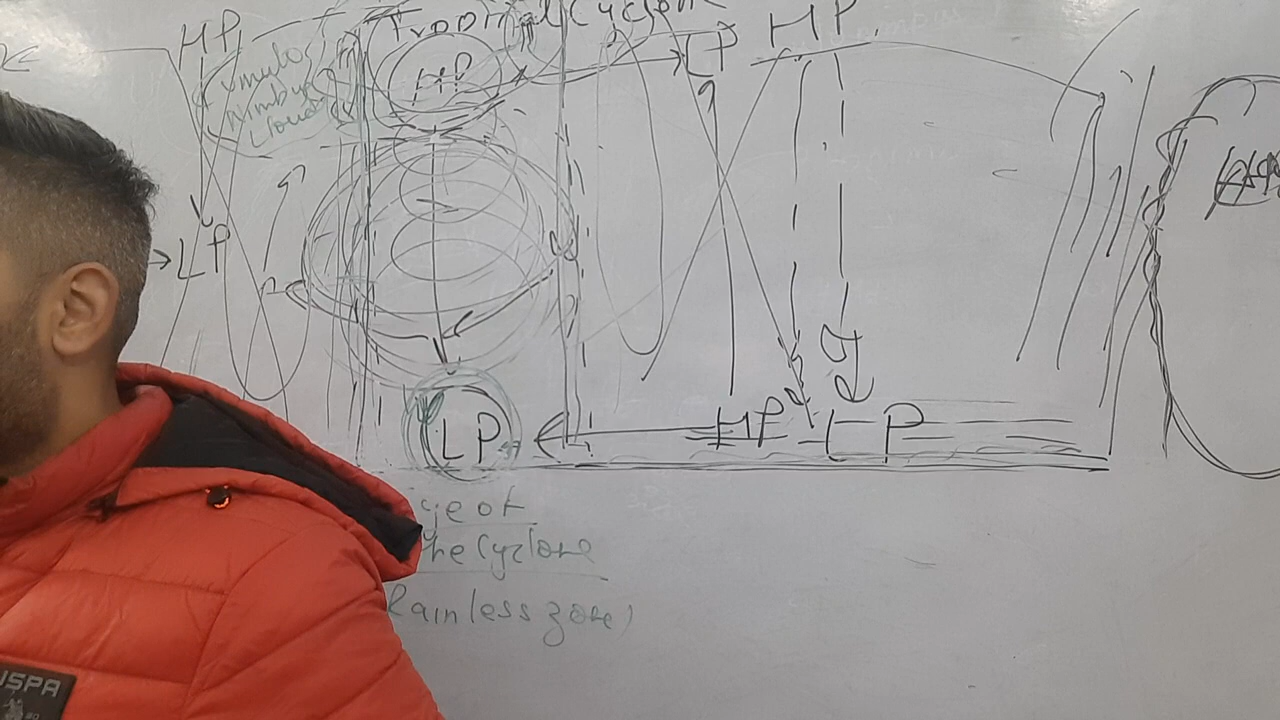 Tropical Cyclone
HP
LP
HP
HP
Cumulo
Nimbus
Cloud
LP
LP
HP
LP
Eye of
the Cyclone
(Rainless zone)
USPA